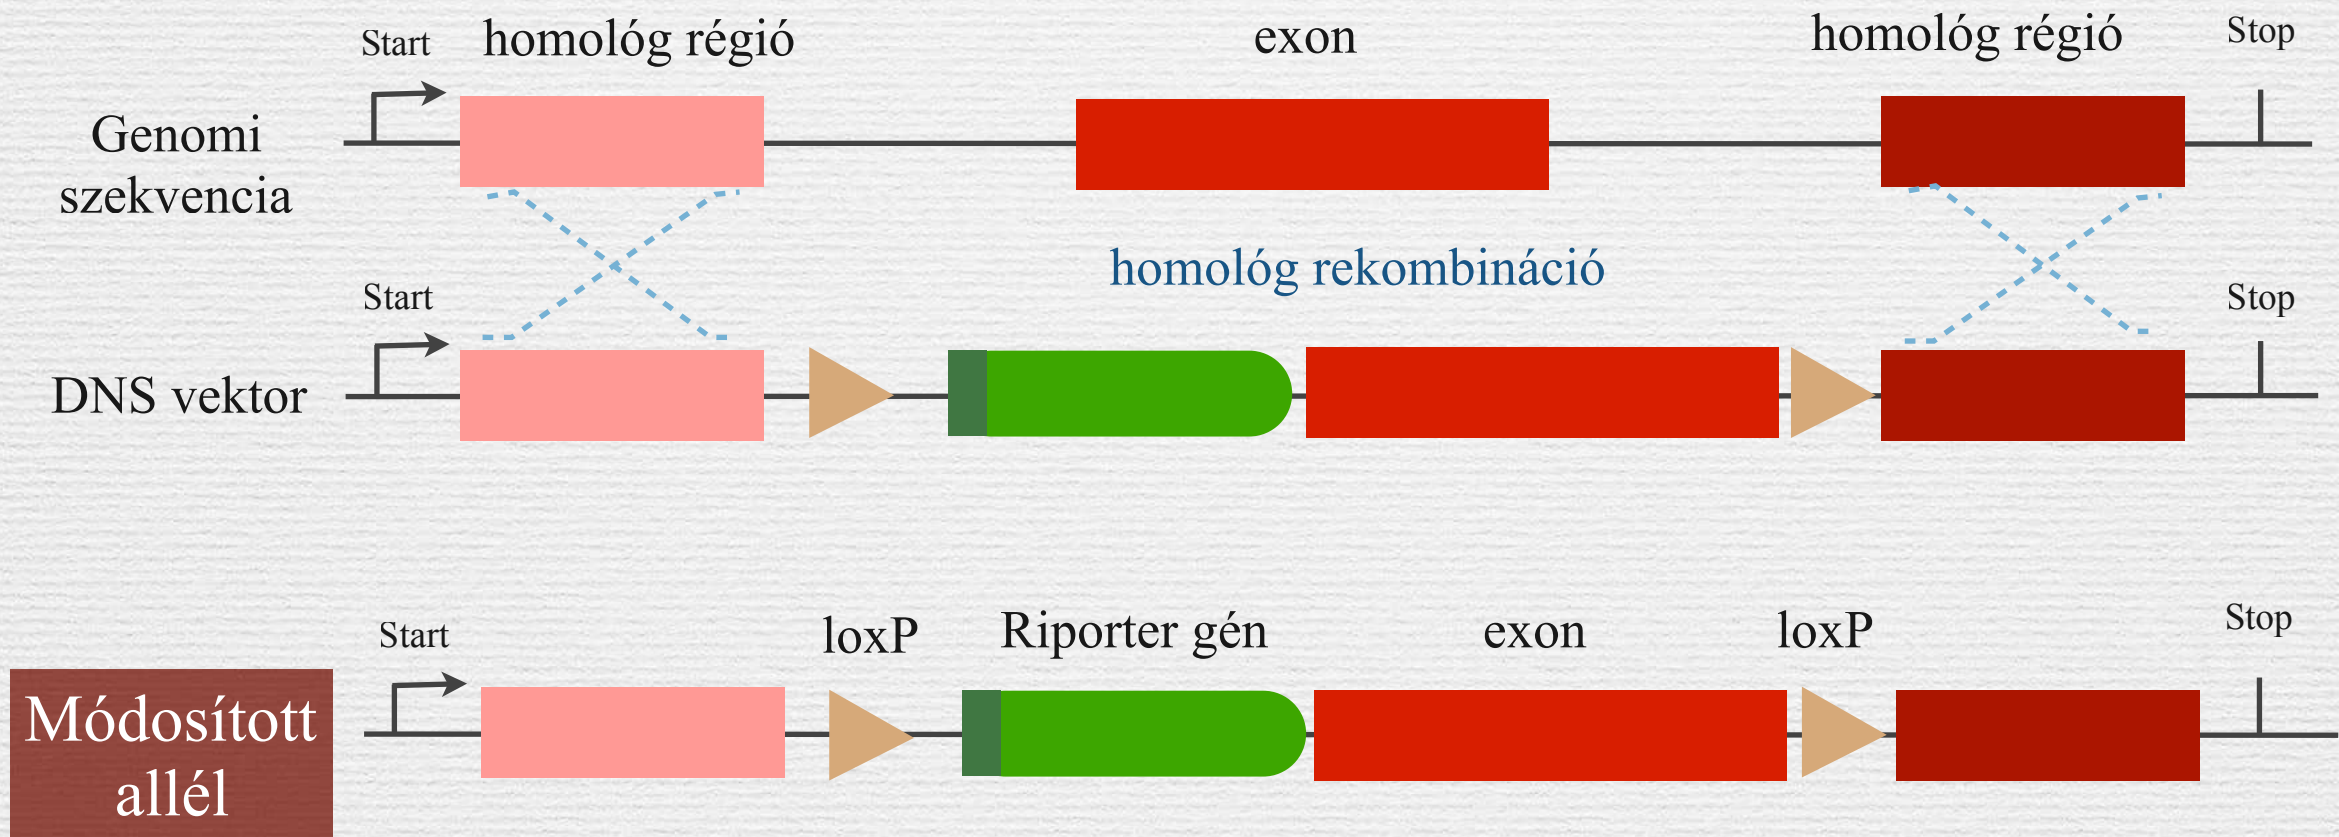 Start homológ régió exon homológ régió Stop
Genomi
szekvencia
homológ rekombináció
Start Stop
DNS vektor
Start loxP Riporter gén exon loxP Stop
Módosított
allél